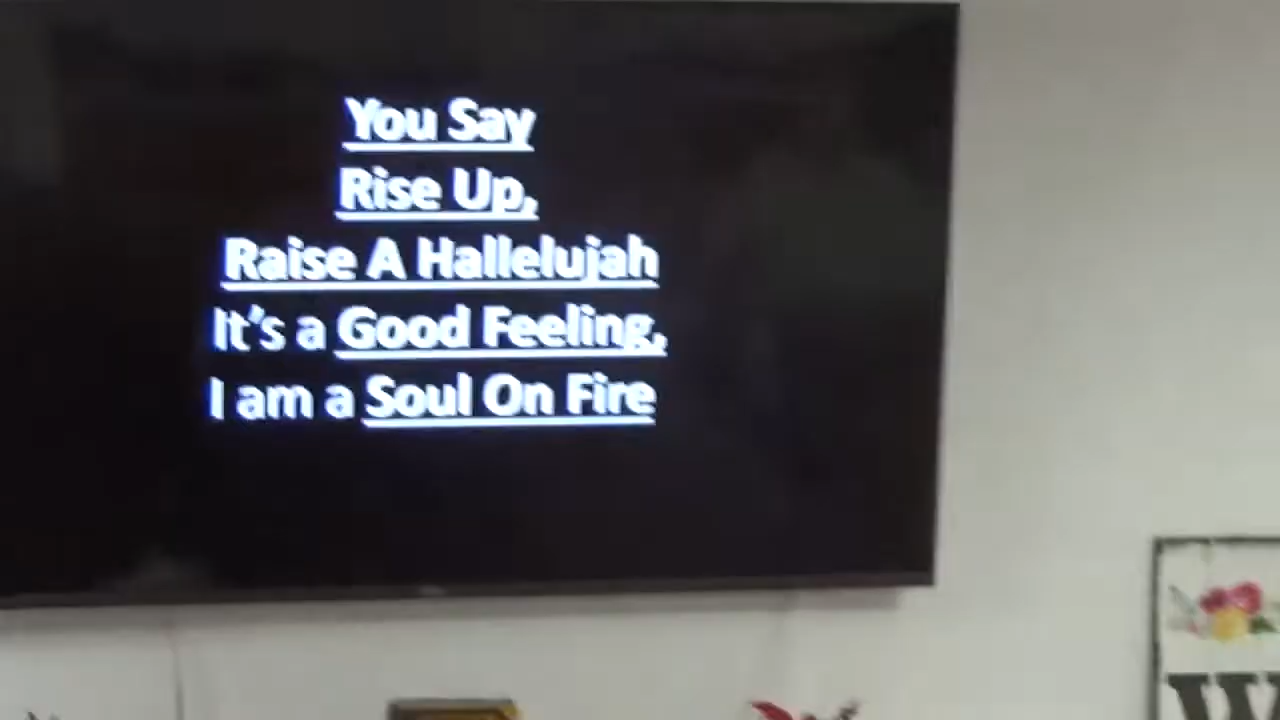 You Say
Rise Up,
Raise A Hallelujah
It's a Good Feeling,
I am a Soul On Fire
W